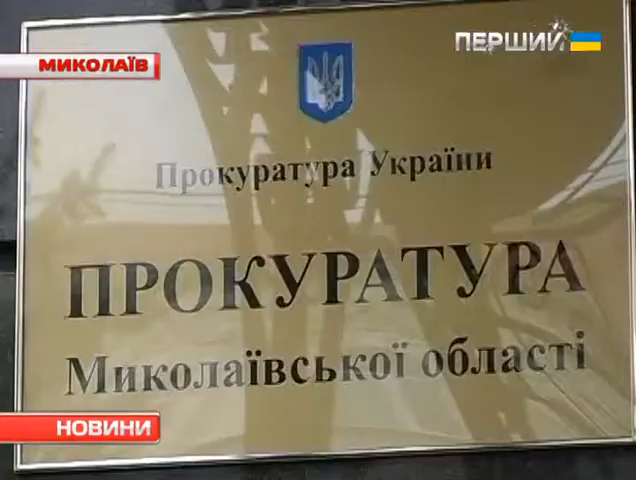 ПЕРШИЙ
МИКОЛАЇВ
Прокуратура України
ПРОКУРАТУРА
Миколаївської області
НОВИНИ